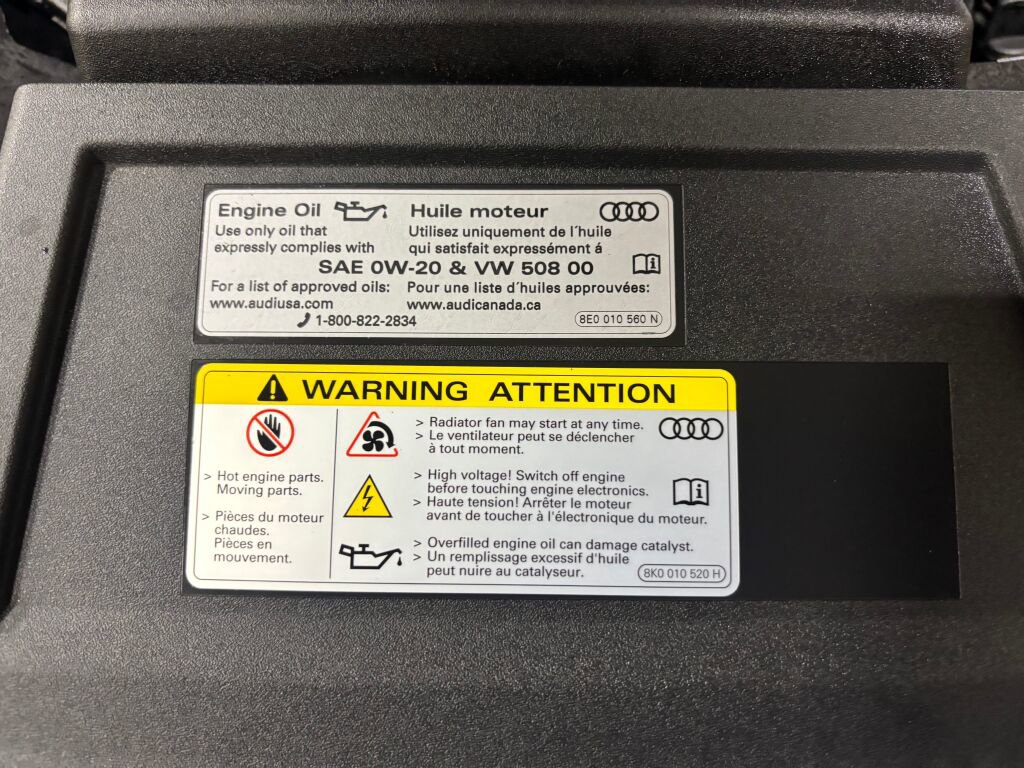 Engine Oil Huile moteur
Use only oil that Utilisez uniquement de l´huile
expressly complies with qui satisfait expressément á
SAE 0W-20 & VW 508 00
For a list of approved oils: Pour une liste d´huiles approuvées:
www.audiusa.com www.audicanada.ca
1-800-822-2834
8E0 010 560 N
WARNING ATTENTION
> Hot engine parts.
Moving parts.
> Pièces du moteur
chaudes.
Pièces en
mouvement.
> Radiator fan may start at any time.
> Le ventilateur peut se déclencher
à tout moment.
> High voltage! Switch off engine
before touching engine electronics.
> Haute tension! Arrêter le moteur
avant de toucher à l'électronique du moteur.
> Overfilled engine oil can damage catalyst.
> Un remplissage excessif d'huile
peut nuire au catalyseur.
8K0 010 520 H